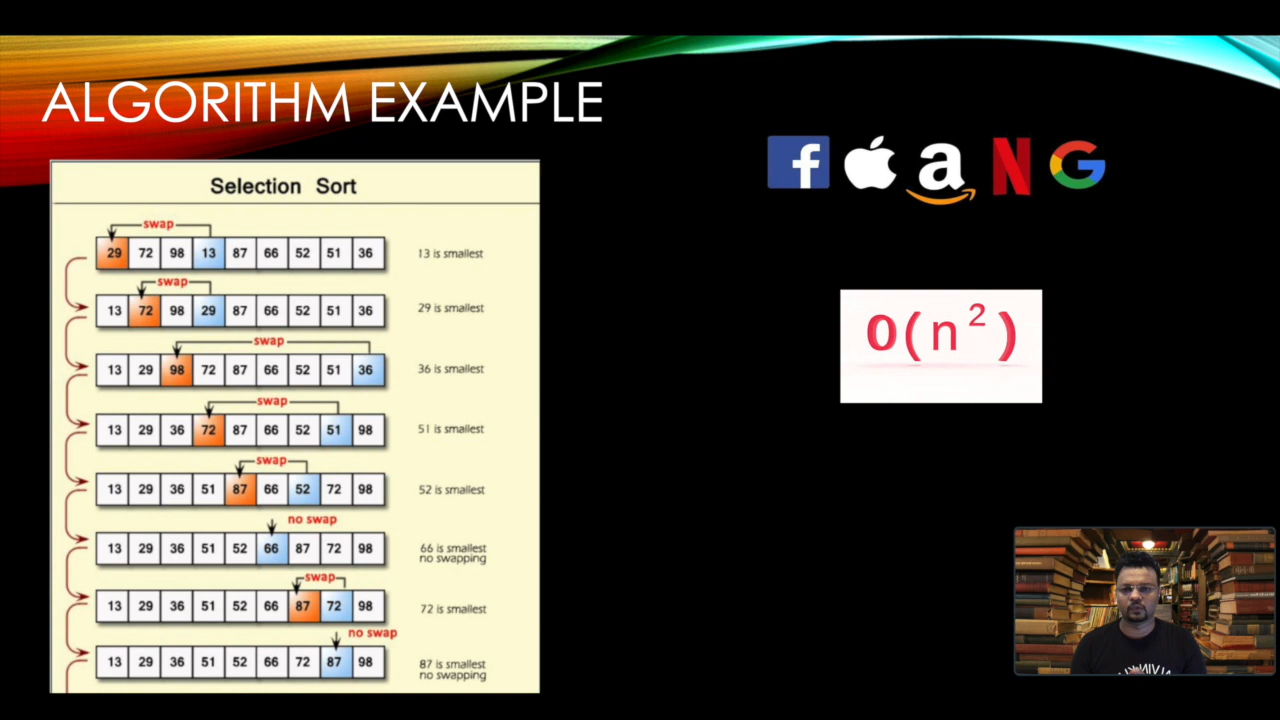 ALGORITHM EXAMPLE
Selection Sort
swap
29 72 98 13 87 66 52 51 36 13 is smallest
swap
13 72 98 29 87 66 52 51 36 29 is smallest
swap
13 29 98 72 87 66 52 51 36 36 is smallest
swap
13 29 36 72 87 66 52 51 98 51 is smallest
swap
13 29 36 51 87 66 52 72 98 52 is smallest
no swap
13 29 36 51 52 66 87 72 98 66 is smallest
no swapping
swap
13 29 36 51 52 66 87 72 98 72 is smallest
no swap
13 29 36 51 52 66 72 87 98 87 is smallest
no swapping
f a N G
O(n²)